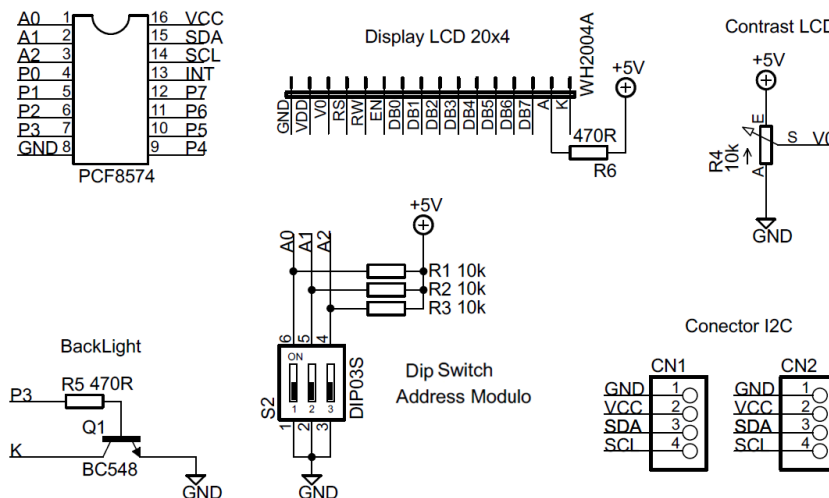 A0 1 16 VCC
A1 2 15 SDA
A2 3 14 SCL
P0 4 13 INT
P1 5 12 P7
P2 6 11 P6
P3 7 10 P5
GND 8 9 P4
PCF8574
Display LCD 20x4
WH2004A
GND VDD V0 RS RW EN DB0 DB1 DB2 DB3 DB4 DB5 DB6 DB7 A K
+5V
470R
R6
Contrast LCD
+5V
E
S V0
R4
10k
A
GND
+5V
A0 A1 A2
R1 10k
R2 10k
R3 10k
6 5 4
ON
1 2 3
S2
DIP03S
1 2 3
GND
Dip Switch
Address Modulo
BackLight
P3 R5 470R
Q1
K
BC548
GND
Conector I2C
CN1
GND 1
VCC 2
SDA 3
SCL 4
CN2
GND 1
VCC 2
SDA 3
SCL 4